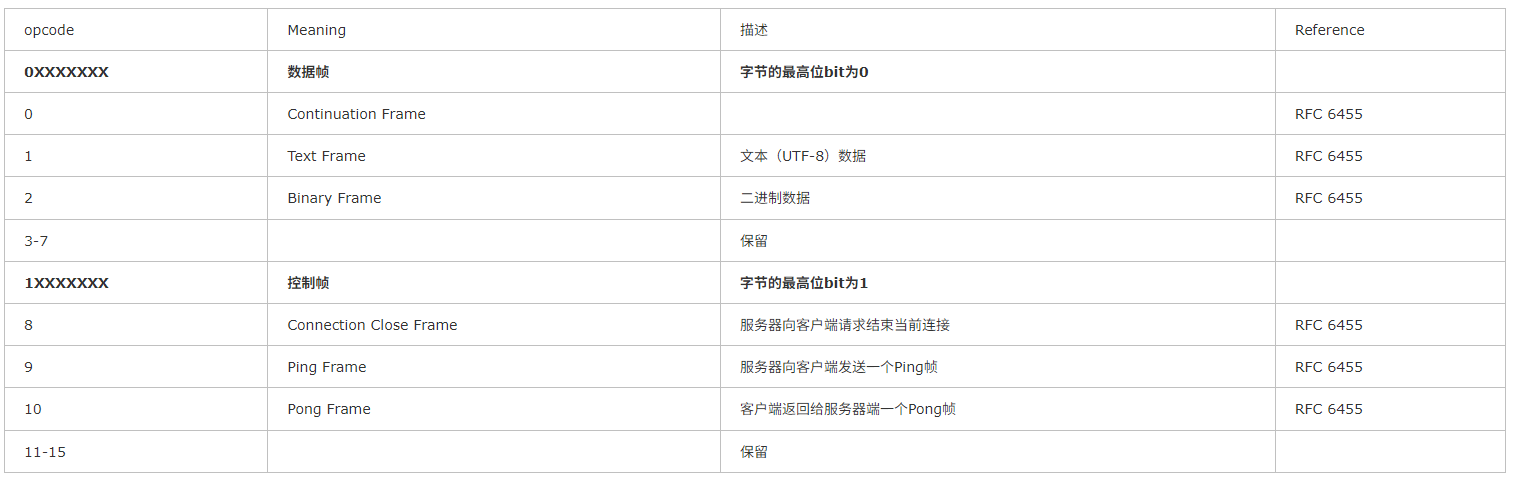 opcode Meaning 描述 Reference
0XXXXXXX 数据帧 字节的最高位bit为0
0 Continuation Frame RFC 6455
1 Text Frame 文本（UTF-8）数据 RFC 6455
2 Binary Frame 二进制数据 RFC 6455
3-7 保留
1XXXXXXX 控制帧 字节的最高位bit为1
8 Connection Close Frame 服务器向客户端请求结束当前连接 RFC 6455
9 Ping Frame 服务器向客户端发送一个Ping帧 RFC 6455
10 Pong Frame 客户端返回给服务器端一个Pong帧 RFC 6455
11-15 保留